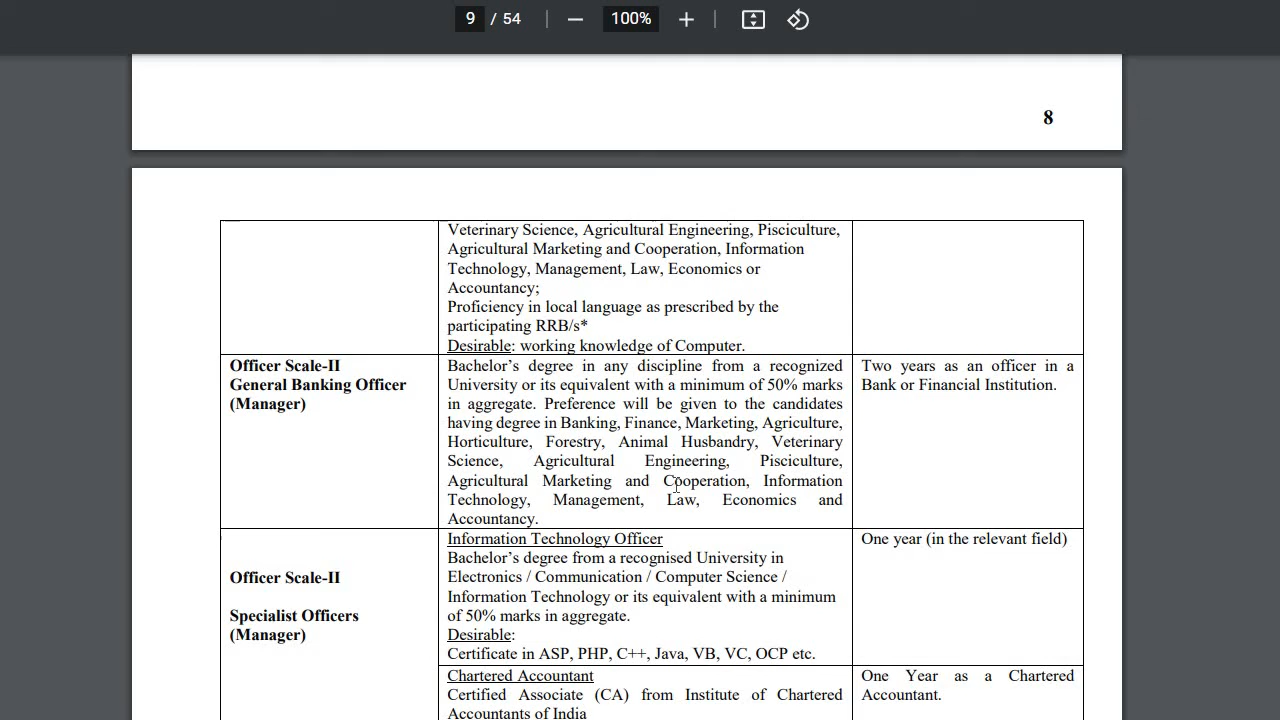 9 / 54
100%
8
Veterinary Science, Agricultural Engineering, Pisciculture,
Agricultural Marketing and Cooperation, Information
Technology, Management, Law, Economics or
Accountancy;
Proficiency in local language as prescribed by the
participating RRB/s*
Desirable: working knowledge of Computer.
Officer Scale-II
General Banking Officer
(Manager)
Bachelor’s degree in any discipline from a recognized
University or its equivalent with a minimum of 50% marks
in aggregate. Preference will be given to the candidates
having degree in Banking, Finance, Marketing, Agriculture,
Horticulture, Forestry, Animal Husbandry, Veterinary
Science, Agricultural Engineering, Pisciculture,
Agricultural Marketing and Cooperation, Information
Technology, Management, Law, Economics and
Accountancy.
Two years as an officer in a
Bank or Financial Institution.
Officer Scale-II
Specialist Officers
(Manager)
Information Technology Officer
Bachelor’s degree from a recognised University in
Electronics / Communication / Computer Science /
Information Technology or its equivalent with a minimum
of 50% marks in aggregate.
Desirable:
Certificate in ASP, PHP, C++, Java, VB, VC, OCP etc.
One year (in the relevant field)
Chartered Accountant
Certified Associate (CA) from Institute of Chartered
Accountants of India
One Year as a Chartered
Accountant.